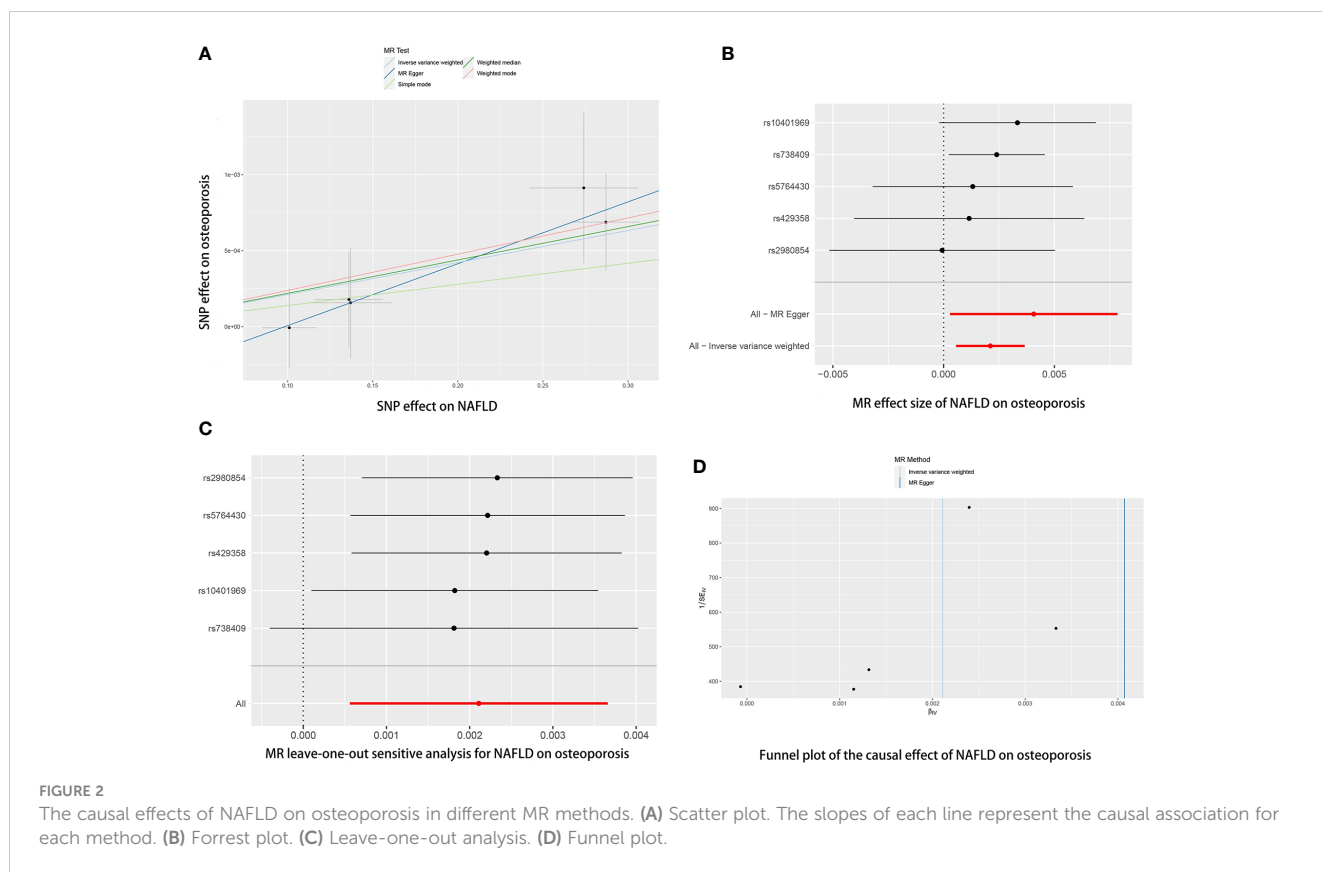 A
MR Test
Inverse variance weighted
Weighted median
MR Egger
Weighted mode
Simple mode
SNP effect on osteoporosis
1e−03
5e−04
0e+00
0.10
0.15
0.20
0.25
0.30
SNP effect on NAFLD
B
rs10401969
rs738409
rs5764430
rs429358
rs2980854
All − MR Egger
All − Inverse variance weighted
−0.005
0.000
0.005
MR effect size of NAFLD on osteoporosis
C
rs2980854
rs5764430
rs429358
rs10401969
rs738409
All
0.000
0.001
0.002
0.003
0.004
MR leave-one-out sensitive analysis for NAFLD on osteoporosis
D
MR Method
Inverse variance weighted
MR Egger
1/SEIV
900
800
700
600
500
400
0.000
0.001
0.002
0.003
0.004
βIV
Funnel plot of the causal effect of NAFLD on osteoporosis
FIGURE 2
The causal effects of NAFLD on osteoporosis in different MR methods. (A) Scatter plot. The slopes of each line represent the causal association for
each method. (B) Forrest plot. (C) Leave-one-out analysis. (D) Funnel plot.